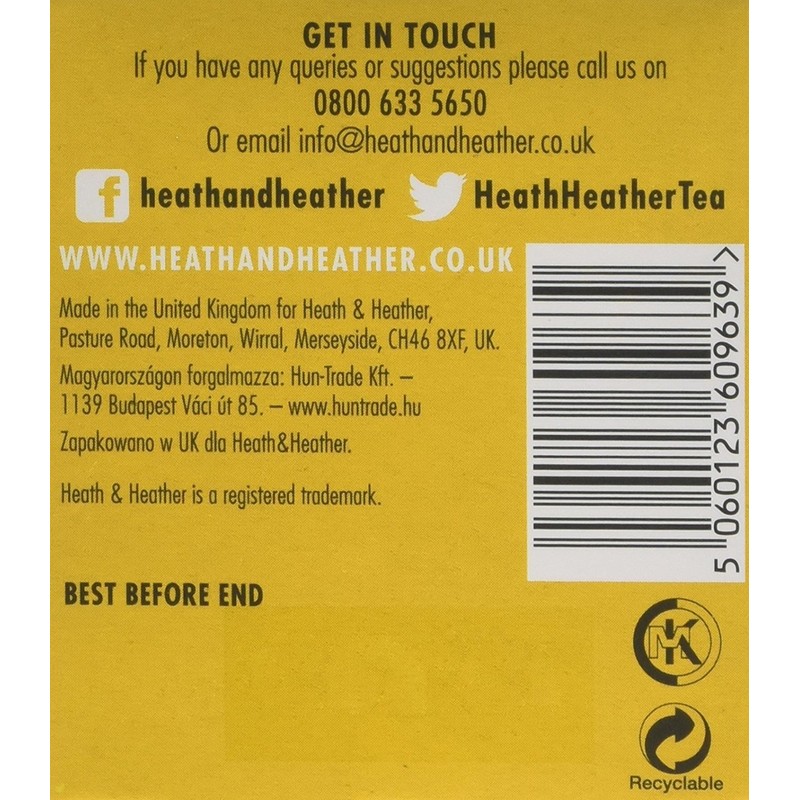 GET IN TOUCH
If you have any queries or suggestions please call us on
0800 633 5650
Or email info@heathandheather.co.uk
f heathandheather HeathHeatherTea
WWW.HEATHANDHEATHER.CO.UK
Made in the United Kingdom for Heath & Heather,
Pasture Road, Moreton, Wirral, Merseyside, CH46 8XF, UK.
Magyarországon forgalmazza: Hun-Trade Kft. –
1139 Budapest Váci út 85. – www.huntrade.hu
Zapakowano w UK dla Heath&Heather.
Heath & Heather is a registered trademark.
5 060123 609639 >
BEST BEFORE END
MK
Recyclable